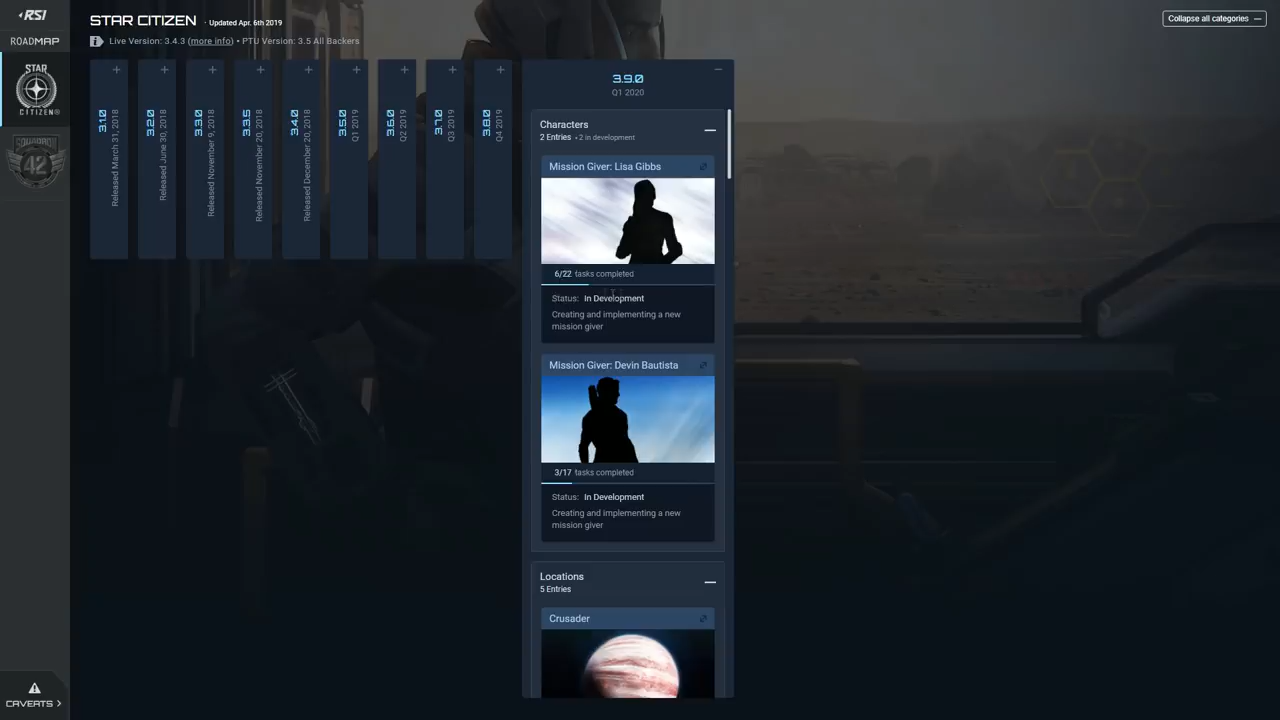 RSI
ROADMAP
STAR CITIZEN®
SQUADRON 42
CAVEATS >
STAR CITIZEN • Updated Apr. 6th 2019
Live Version: 3.4.3 (more info) • PTU Version: 3.5 All Backers
Collapse all categories
3.1.0 Released March 31, 2018
3.2.0 Released June 30, 2018
3.3.0 Released November 9, 2018
3.3.5 Released November 20, 2018
3.4.0 Released December 20, 2018
3.5.0 Q1 2019
3.6.0 Q2 2019
3.7.0 Q3 2019
3.8.0 Q4 2019
3.9.0
Q1 2020
Characters
2 Entries • 2 in development
Mission Giver: Lisa Gibbs
6/22 tasks completed
Status: In Development
Creating and implementing a new
mission giver
Mission Giver: Devin Bautista
3/17 tasks completed
Status: In Development
Creating and implementing a new
mission giver
Locations
5 Entries
Crusader